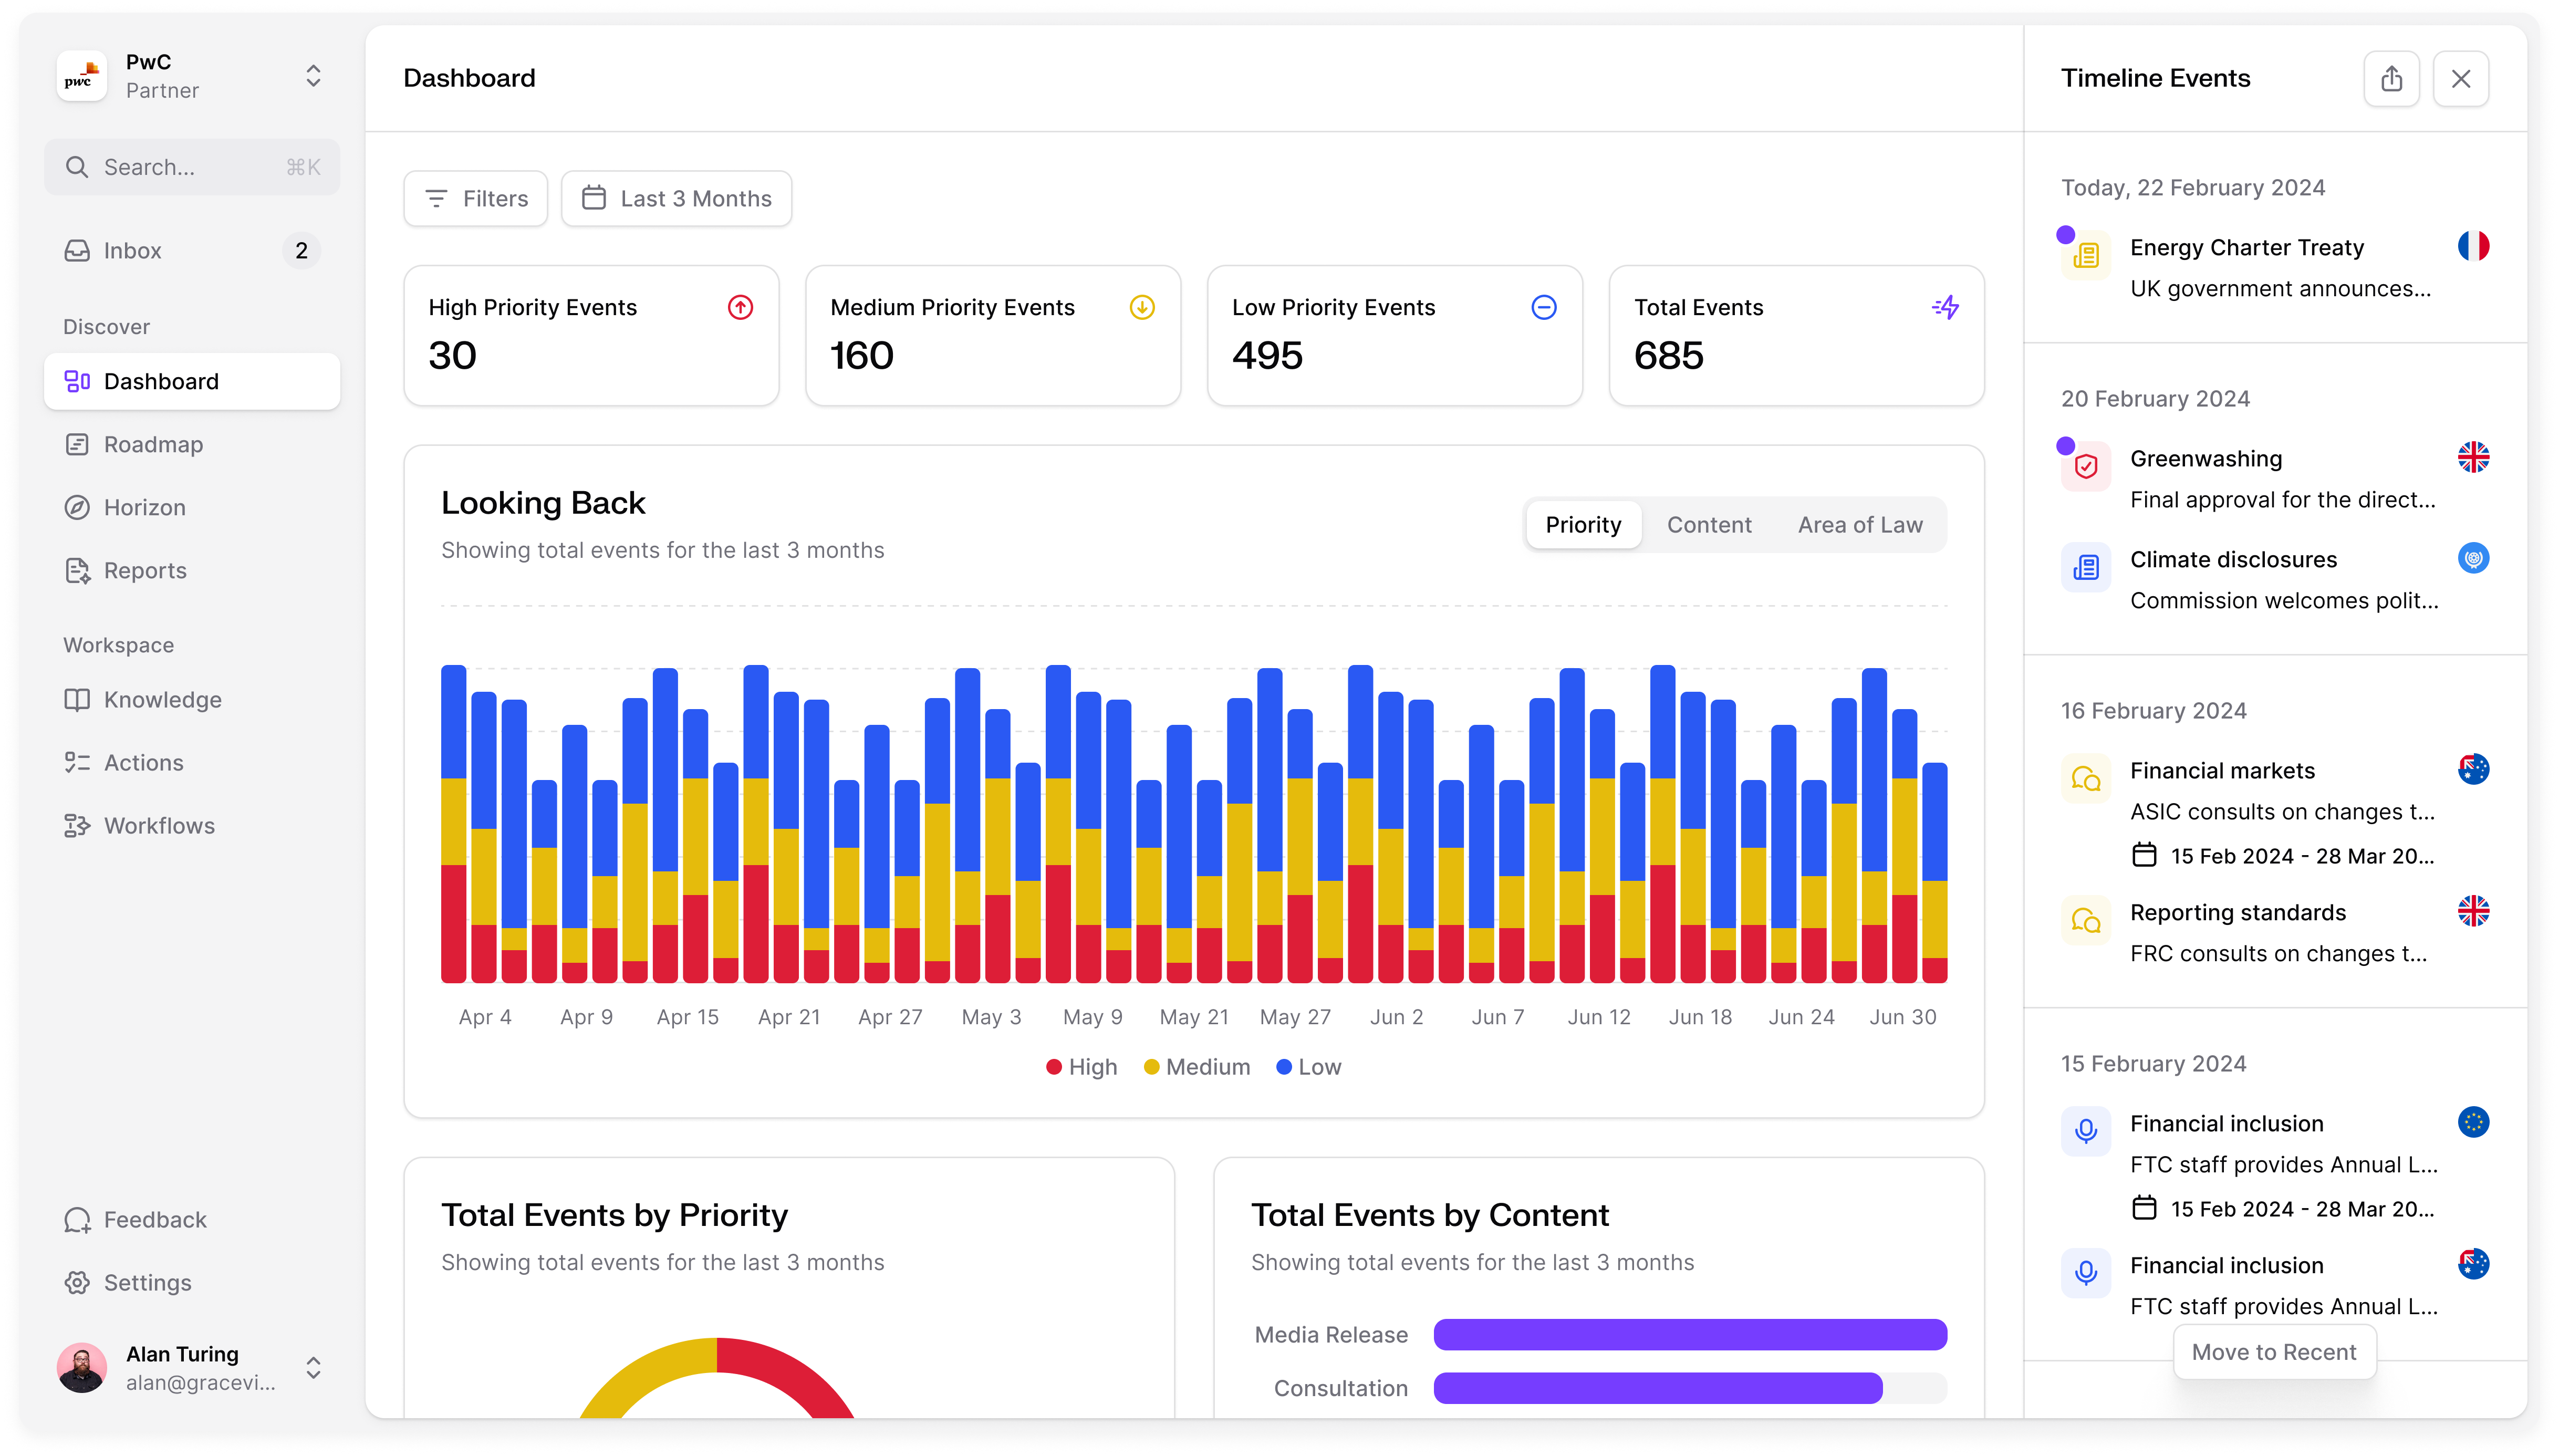 pwc
PwC
Partner
Search...
⌘K
Inbox
2
Discover
Dashboard
Roadmap
Horizon
Reports
Workspace
Knowledge
Actions
Workflows
Feedback
Settings
Alan Turing
alan@gracevi...
Dashboard
Filters
Last 3 Months
High Priority Events
30
Medium Priority Events
160
Low Priority Events
495
Total Events
685
Looking Back
Showing total events for the last 3 months
Priority
Content
Area of Law
Apr 4
Apr 9
Apr 15
Apr 21
Apr 27
May 3
May 9
May 21
May 27
Jun 2
Jun 7
Jun 12
Jun 18
Jun 24
Jun 30
High
Medium
Low
Total Events by Priority
Showing total events for the last 3 months
Total Events by Content
Showing total events for the last 3 months
Media Release
Consultation
Timeline Events
Today, 22 February 2024
Energy Charter Treaty
UK government announces...
20 February 2024
Greenwashing
Final approval for the direct...
Climate disclosures
Commission welcomes polit...
16 February 2024
Financial markets
ASIC consults on changes t...
15 Feb 2024 - 28 Mar 20...
Reporting standards
FRC consults on changes t...
15 February 2024
Financial inclusion
FTC staff provides Annual L...
15 Feb 2024 - 28 Mar 20...
Financial inclusion
FTC staff provides Annual L...
Move to Recent